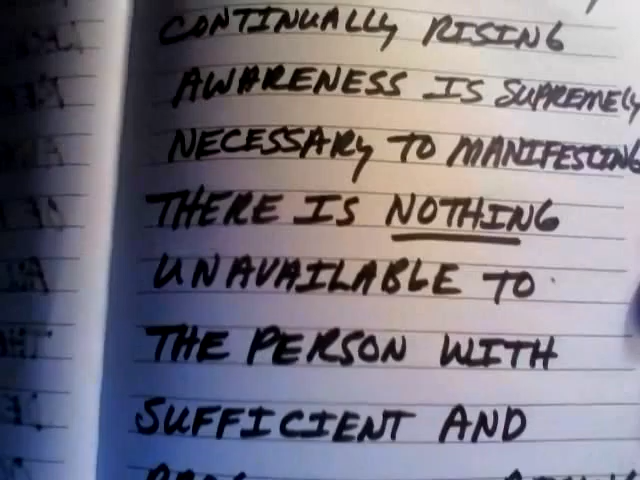 CONTINUALLY RISING
AWARENESS IS SUPREMELY
NECESSARY TO MANIFESTING
THERE IS NOTHING
UNAVAILABLE TO
THE PERSON WITH
SUFFICIENT AND